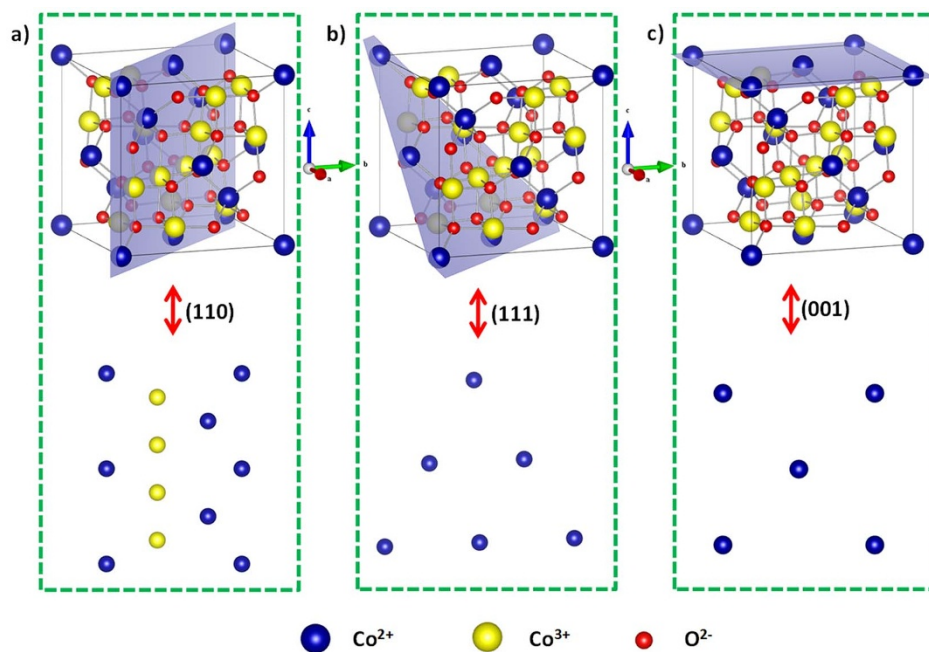 a)
b)
c)
c
b
a
c
b
a
(110)
(111)
(001)
Co²⁺
Co³⁺
O²⁻